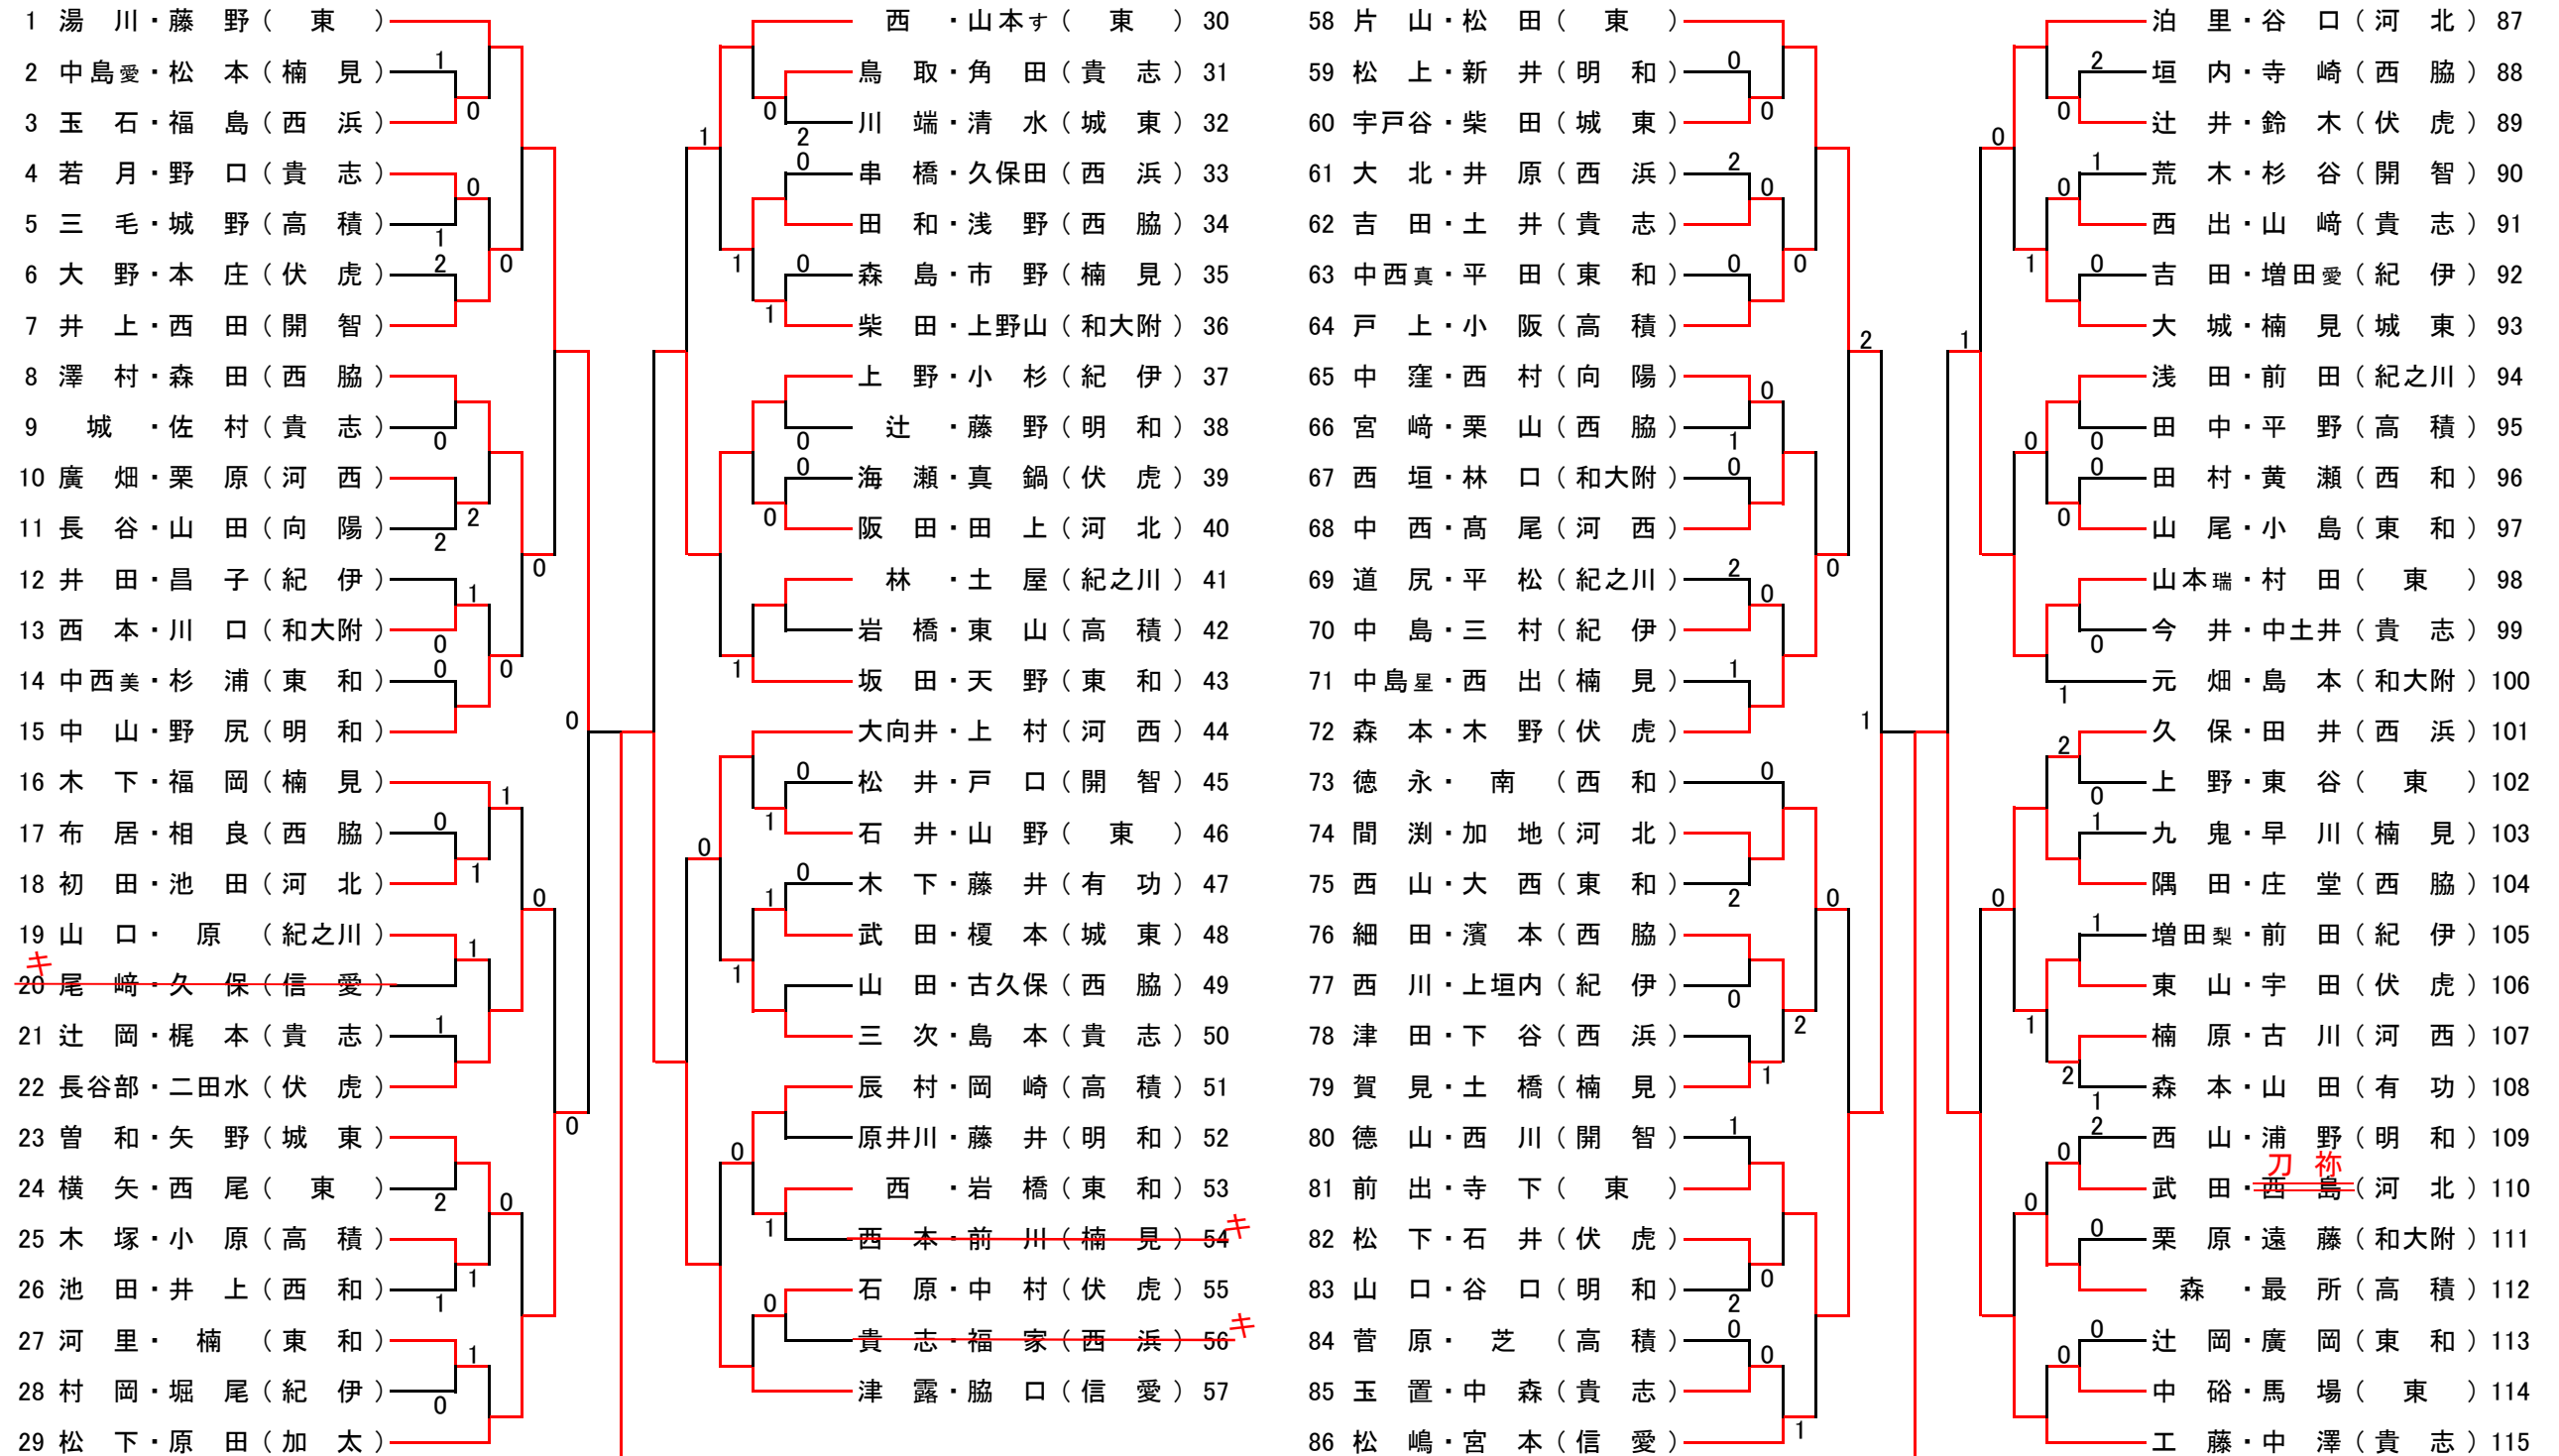 1 湯川・藤野（東）
2 中島愛・松本（楠見）
3 玉石・福島（西浜）
4 若月・野口（貴志）
5 三毛・城野（高積）
6 大野・本庄（伏虎）
7 井上・西田（開智）
8 澤村・森田（西脇）
9 城・佐村（貴志）
10 廣畑・栗原（河西）
11 長谷・山田（向陽）
12 井田・昌子（紀伊）
13 西本・川口（和大附）
14 中西美・杉浦（東和）
15 中山・野尻（明和）
16 木下・福岡（楠見）
17 布居・相良（西脇）
18 初田・池田（河北）
19 山口・原（紀之川）
キ
20 尾﨑・久保（信愛）
21 辻岡・梶本（貴志）
22 長谷部・二田水（伏虎）
23 曽和・矢野（城東）
24 横矢・西尾（東）
25 木塚・小原（高積）
26 池田・井上（西和）
27 河里・楠（東和）
28 村岡・堀尾（紀伊）
29 松下・原田（加太）
西・山本す（東）30
鳥取・角田（貴志）31
川端・清水（城東）32
串橋・久保田（西浜）33
田和・浅野（西脇）34
森島・市野（楠見）35
柴田・上野山（和大附）36
上野・小杉（紀伊）37
辻・藤野（明和）38
海瀬・真鍋（伏虎）39
阪田・田上（河北）40
林・土屋（紀之川）41
岩橋・東山（高積）42
坂田・天野（東和）43
大向井・上村（河西）44
松井・戸口（開智）45
石井・山野（東）46
木下・藤井（有功）47
武田・榎本（城東）48
山田・古久保（西脇）49
三次・島本（貴志）50
辰村・岡崎（高積）51
原井川・藤井（明和）52
西・岩橋（東和）53
西本・前川（楠見）54 キ
石原・中村（伏虎）55
貴志・福家（西浜）56 キ
津露・脇口（信愛）57
58 片山・松田（東）
59 松上・新井（明和）
60 宇戸谷・柴田（城東）
61 大北・井原（西浜）
62 吉田・土井（貴志）
63 中西真・平田（東和）
64 戸上・小阪（高積）
65 中窪・西村（向陽）
66 宮﨑・栗山（西脇）
67 西垣・林口（和大附）
68 中西・髙尾（河西）
69 道尻・平松（紀之川）
70 中島・三村（紀伊）
71 中島星・西出（楠見）
72 森本・木野（伏虎）
73 徳永・南（西和）
74 間渕・加地（河北）
75 西山・大西（東和）
76 細田・濱本（西脇）
77 西川・上垣内（紀伊）
78 津田・下谷（西浜）
79 賀見・土橋（楠見）
80 德山・西川（開智）
81 前出・寺下（東）
82 松下・石井（伏虎）
83 山口・谷口（明和）
84 菅原・芝（高積）
85 玉置・中森（貴志）
86 松嶋・宮本（信愛）
泊里・谷口（河北）87
垣内・寺崎（西脇）88
辻井・鈴木（伏虎）89
荒木・杉谷（開智）90
西出・山﨑（貴志）91
吉田・増田愛（紀伊）92
大城・楠見（城東）93
浅田・前田（紀之川）94
田中・平野（高積）95
田村・黄瀬（西和）96
山尾・小島（東和）97
山本瑞・村田（東）98
今井・中土井（貴志）99
元畑・島本（和大附）100
久保・田井（西浜）101
上野・東谷（東）102
九鬼・早川（楠見）103
隅田・庄堂（西脇）104
増田梨・前田（紀伊）105
東山・宇田（伏虎）106
楠原・古川（河西）107
森本・山田（有功）108
西山・浦野（明和）109
刀祢
武田・西島（河北）110
栗原・遠藤（和大附）111
森・最所（高積）112
辻岡・廣岡（東和）113
中硲・馬場（東）114
工藤・中澤（貴志）115